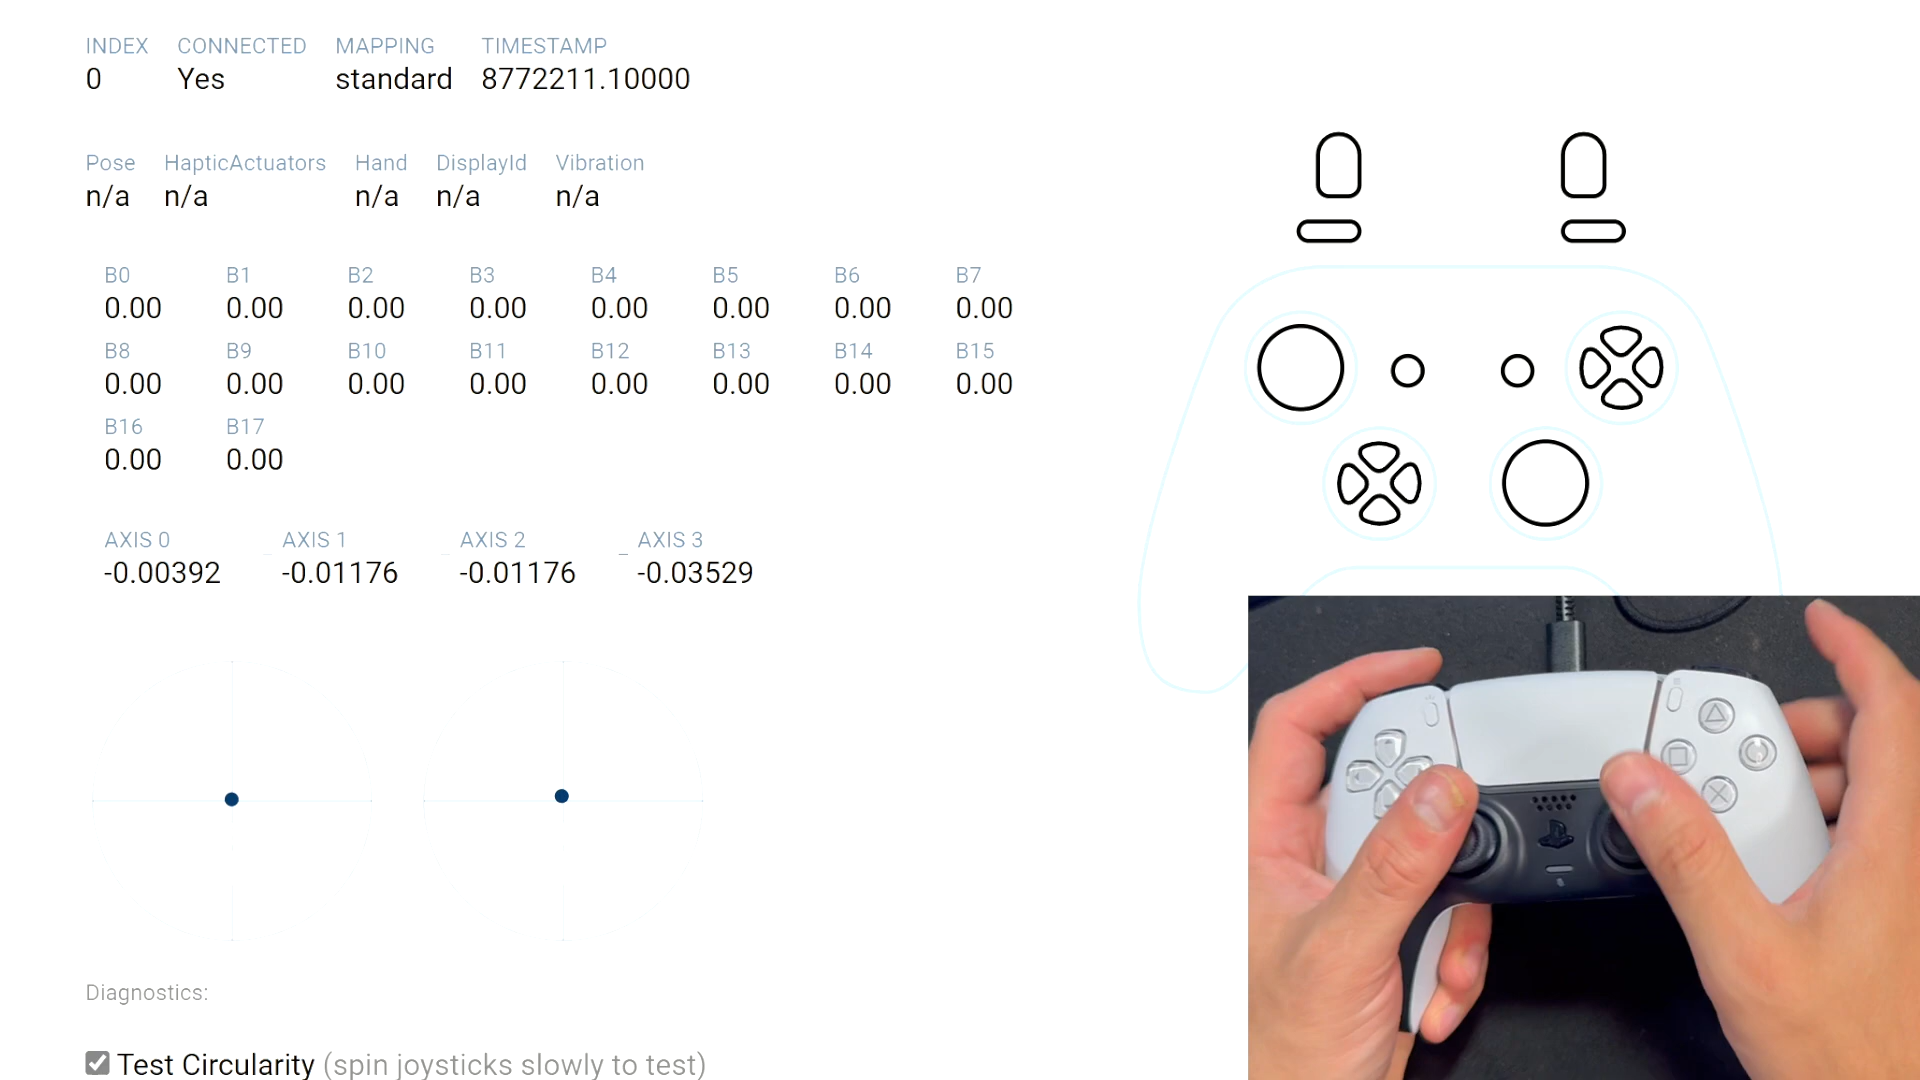 INDEX CONNECTED MAPPING TIMESTAMP
0 Yes standard 8772211.10000
Pose HapticActuators Hand DisplayId Vibration
n/a n/a n/a n/a n/a
B0 B1 B2 B3 B4 B5 B6 B7
0.00 0.00 0.00 0.00 0.00 0.00 0.00 0.00
B8 B9 B10 B11 B12 B13 B14 B15
0.00 0.00 0.00 0.00 0.00 0.00 0.00 0.00
B16 B17
0.00 0.00
AXIS 0 AXIS 1 AXIS 2 AXIS 3
-0.00392 -0.01176 -0.01176 -0.03529
Diagnostics:
Test Circularity (spin joysticks slowly to test)